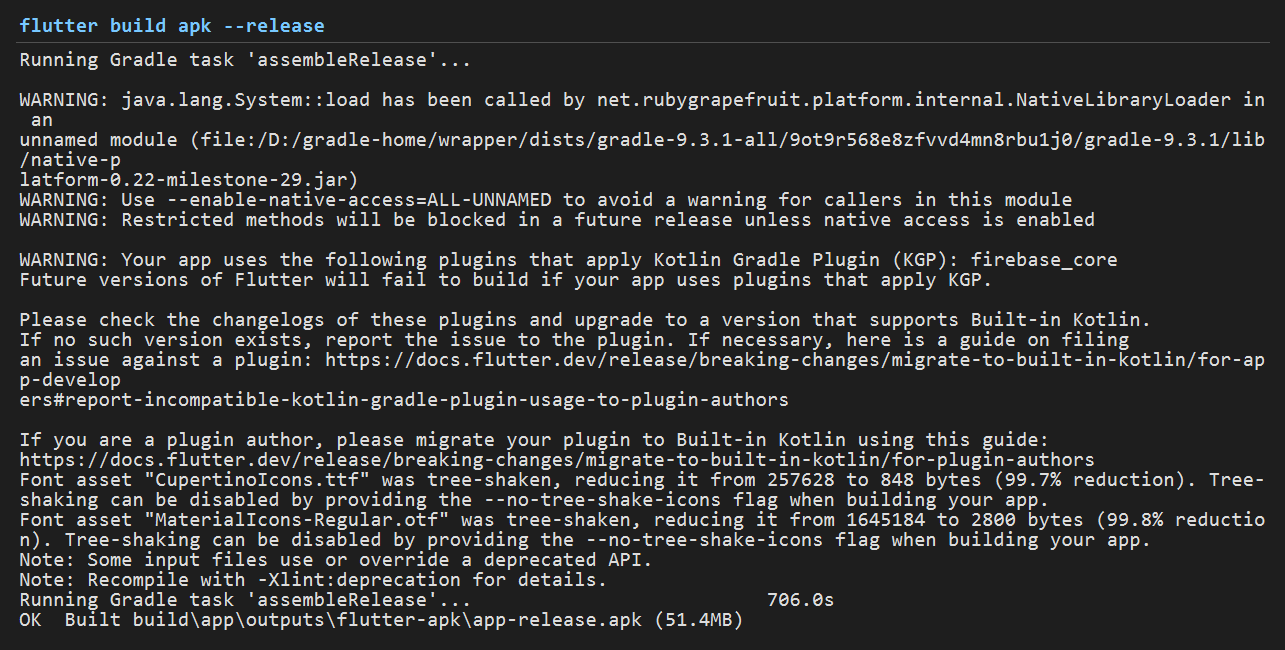 flutter build apk --release
Running Gradle task 'assembleRelease'...
WARNING: java.lang.System::load has been called by net.rubygrapefruit.platform.internal.NativeLibraryLoader in
an
unnamed module (file:/D:/gradle-home/wrapper/dists/gradle-9.3.1-all/9ot9r568e8zfvvd4mn8rbu1j0/gradle-9.3.1/lib
/native-p
latform-0.22-milestone-29.jar)
WARNING: Use --enable-native-access=ALL-UNNAMED to avoid a warning for callers in this module
WARNING: Restricted methods will be blocked in a future release unless native access is enabled
WARNING: Your app uses the following plugins that apply Kotlin Gradle Plugin (KGP): firebase_core
Future versions of Flutter will fail to build if your app uses plugins that apply KGP.
Please check the changelogs of these plugins and upgrade to a version that supports Built-in Kotlin.
If no such version exists, report the issue to the plugin. If necessary, here is a guide on filing
an issue against a plugin: https://docs.flutter.dev/release/breaking-changes/migrate-to-built-in-kotlin/for-ap
p-develop
ers#report-incompatible-kotlin-gradle-plugin-usage-to-plugin-authors
If you are a plugin author, please migrate your plugin to Built-in Kotlin using this guide:
https://docs.flutter.dev/release/breaking-changes/migrate-to-built-in-kotlin/for-plugin-authors
Font asset "CupertinoIcons.ttf" was tree-shaken, reducing it from 257628 to 848 bytes (99.7% reduction). Tree-
shaking can be disabled by providing the --no-tree-shake-icons flag when building your app.
Font asset "MaterialIcons-Regular.otf" was tree-shaken, reducing it from 1645184 to 2800 bytes (99.8% reductio
n). Tree-shaking can be disabled by providing the --no-tree-shake-icons flag when building your app.
Note: Some input files use or override a deprecated API.
Note: Recompile with -Xlint:deprecation for details.
Running Gradle task 'assembleRelease'... 706.0s
OK  Built build\app\outputs\flutter-apk\app-release.apk (51.4MB)